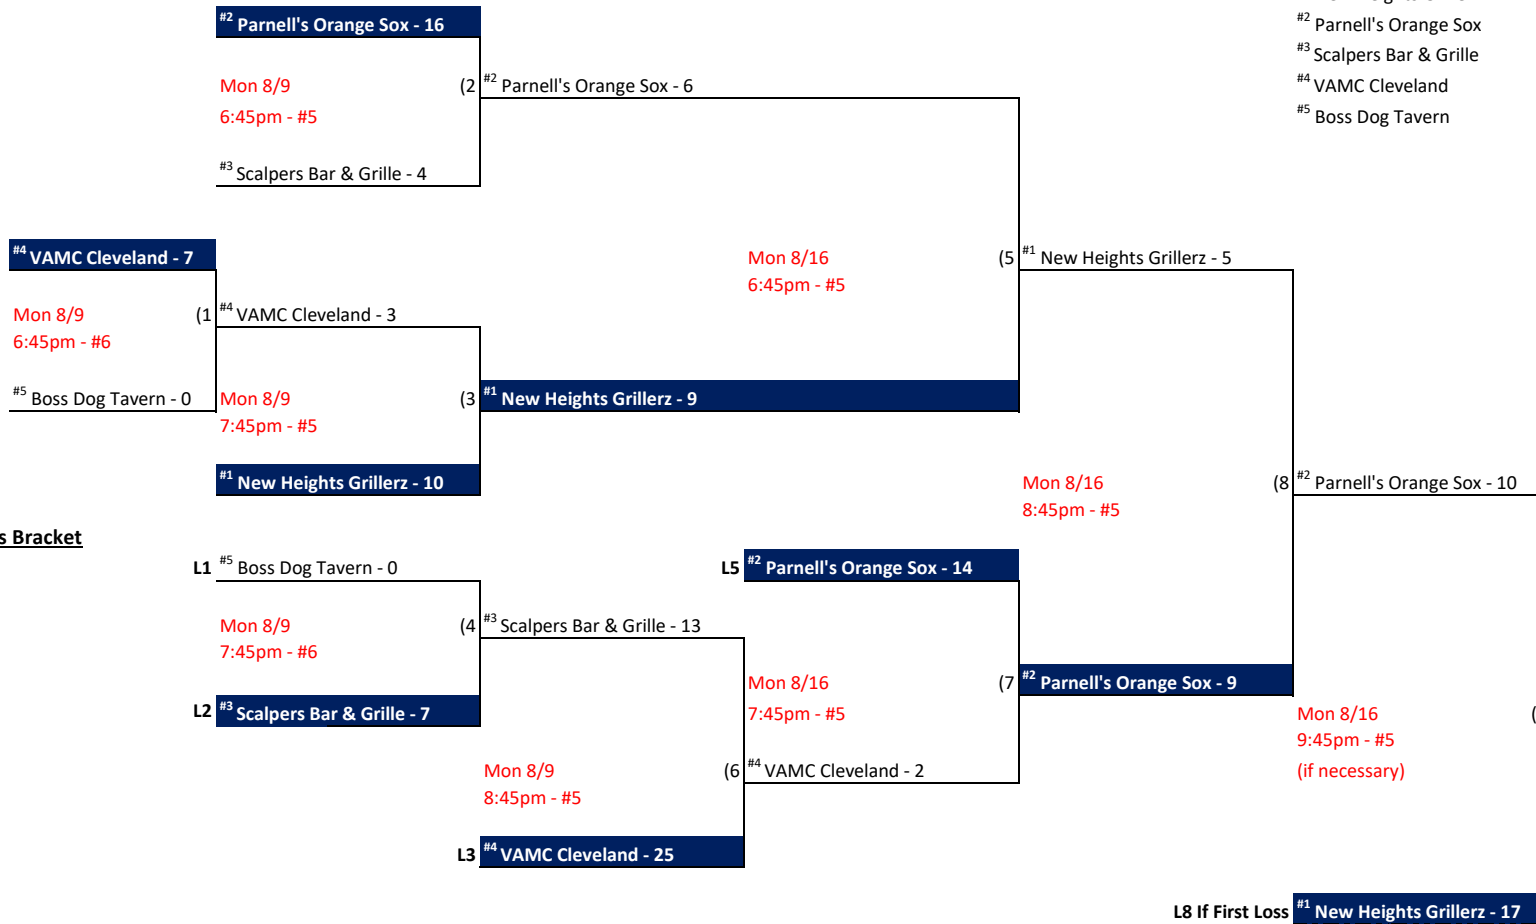 #2 Parnell's Orange Sox - 16
#2 Parnell's Orange Sox
#3 Scalpers Bar & Grille
#4 VAMC Cleveland
#5 Boss Dog Tavern
Mon 8/9
(2
#2 Parnell's Orange Sox - 6
6:45pm - #5
#3 Scalpers Bar & Grille - 4
#4 VAMC Cleveland - 7
Mon 8/16
(5
#1 New Heights Grillerz - 5
6:45pm - #5
Mon 8/9
(1
#4 VAMC Cleveland - 3
6:45pm - #6
#5 Boss Dog Tavern - 0
Mon 8/9
(3
#1 New Heights Grillerz - 9
7:45pm - #5
#1 New Heights Grillerz - 10
Mon 8/16
(8
#2 Parnell's Orange Sox - 10
8:45pm - #5
s Bracket
L1 #5 Boss Dog Tavern - 0
L5 #2 Parnell's Orange Sox - 14
Mon 8/9
(4
#3 Scalpers Bar & Grille - 13
7:45pm - #6
Mon 8/16
(7
#2 Parnell's Orange Sox - 9
L2 #3 Scalpers Bar & Grille - 7
7:45pm - #5
Mon 8/16
(
9:45pm - #5
(if necessary)
Mon 8/9
(6
#4 VAMC Cleveland - 2
8:45pm - #5
L3 #4 VAMC Cleveland - 25
L8 If First Loss #1 New Heights Grillerz - 17